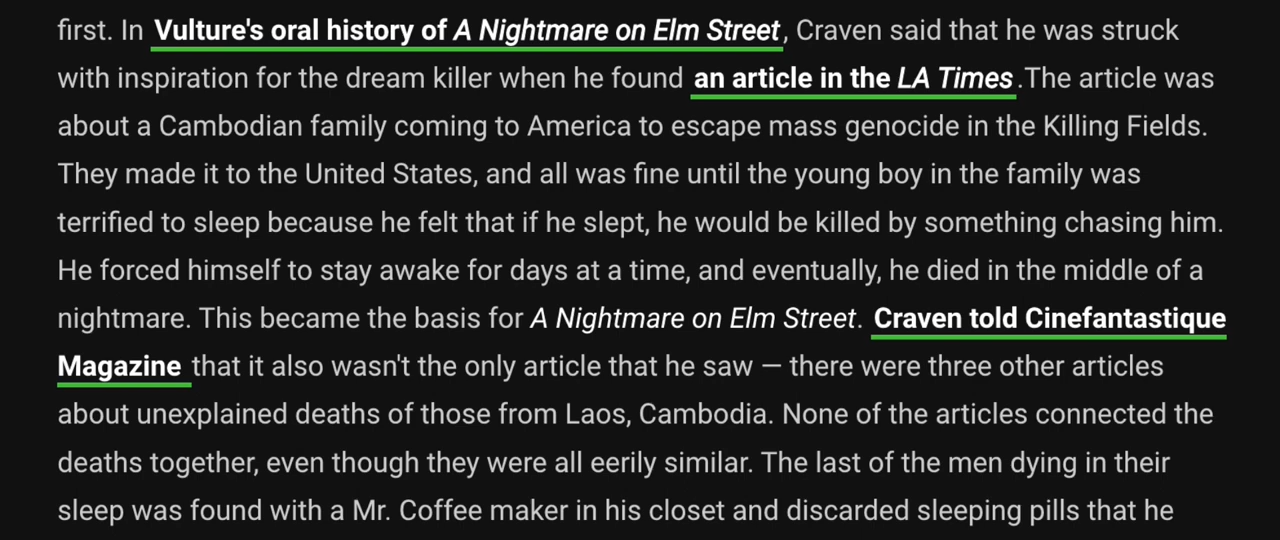 first. In Vulture's oral history of A Nightmare on Elm Street, Craven said that he was struck
with inspiration for the dream killer when he found an article in the LA Times.The article was
about a Cambodian family coming to America to escape mass genocide in the Killing Fields.
They made it to the United States, and all was fine until the young boy in the family was
terrified to sleep because he felt that if he slept, he would be killed by something chasing him.
He forced himself to stay awake for days at a time, and eventually, he died in the middle of a
nightmare. This became the basis for A Nightmare on Elm Street. Craven told Cinefantastique
Magazine that it also wasn't the only article that he saw — there were three other articles
about unexplained deaths of those from Laos, Cambodia. None of the articles connected the
deaths together, even though they were all eerily similar. The last of the men dying in their
sleep was found with a Mr. Coffee maker in his closet and discarded sleeping pills that he